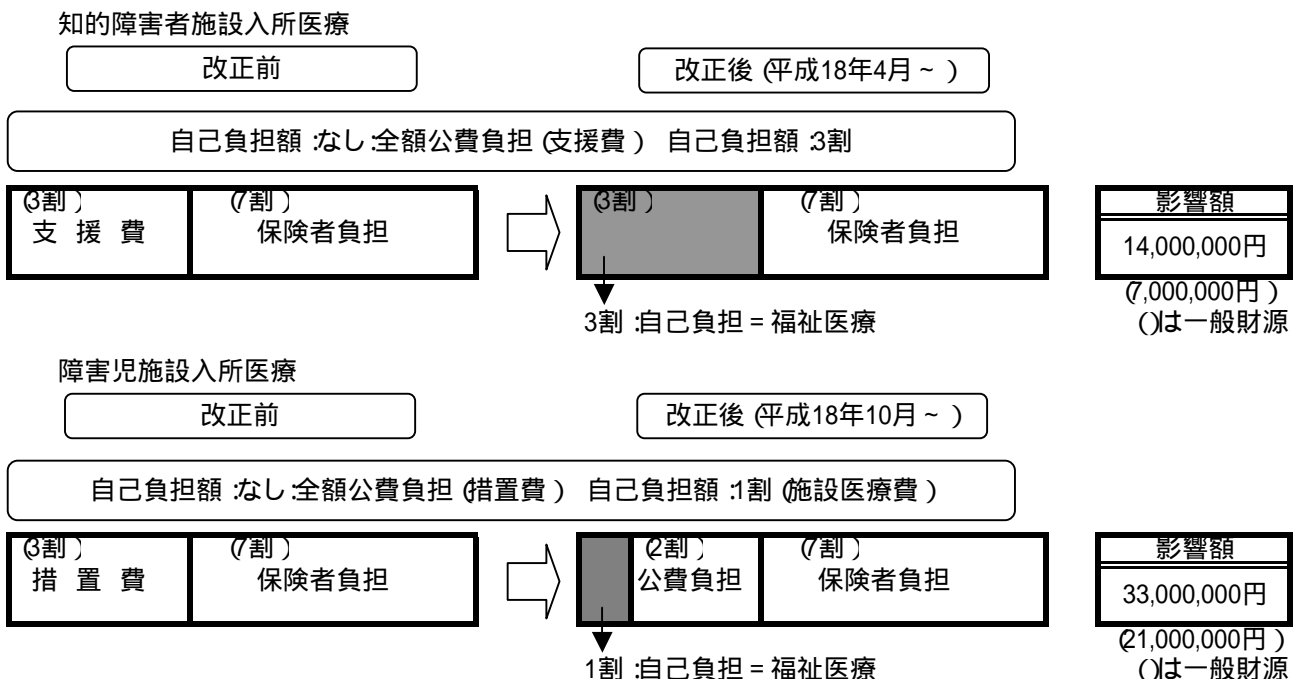 知的障害者施設入所医療
改正前
改正後(平成18年4月~)
自己負担額:なし:全額公費負担(支援費) 自己負担額:3割
(3割)
支 援 費
(7割)
保険者負担
(3割)
(7割)
保険者負担
影響額
14,000,000円
(7,000,000円)
()は一般財源
3割:自己負担=福祉医療
障害児施設入所医療
改正前
改正後(平成18年10月~)
自己負担額:なし:全額公費負担(措置費) 自己負担額:1割(施設医療費)
(3割)
措 置 費
(7割)
保険者負担
(2割)
公費負担
(7割)
保険者負担
影響額
33,000,000円
(21,000,000円)
()は一般財源
1割:自己負担=福祉医療